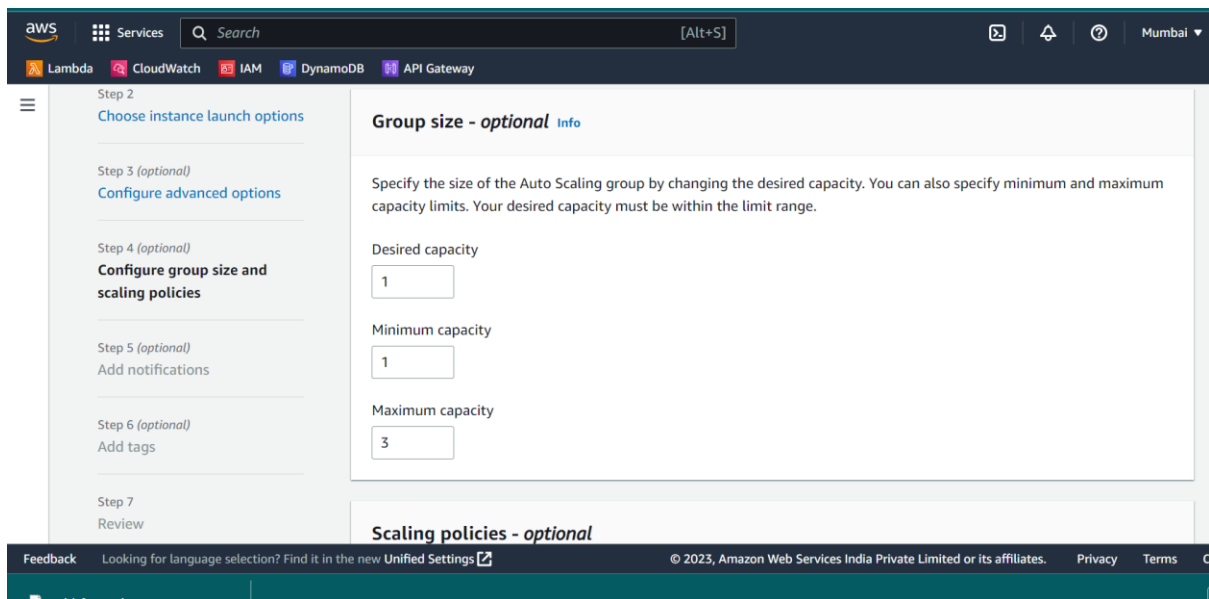 aws
Services
Search [Alt+S]
Mumbai
Lambda CloudWatch IAM DynamoDB API Gateway
Step 2
Choose instance launch options
Step 3 (optional)
Configure advanced options
Step 4 (optional)
Configure group size and
scaling policies
Step 5 (optional)
Add notifications
Step 6 (optional)
Add tags
Step 7
Review
Group size - optional Info
Specify the size of the Auto Scaling group by changing the desired capacity. You can also specify minimum and maximum
capacity limits. Your desired capacity must be within the limit range.
Desired capacity
1
Minimum capacity
1
Maximum capacity
3
Scaling policies - optional
Feedback Looking for language selection? Find it in the new Unified Settings © 2023, Amazon Web Services India Private Limited or its affiliates. Privacy Terms